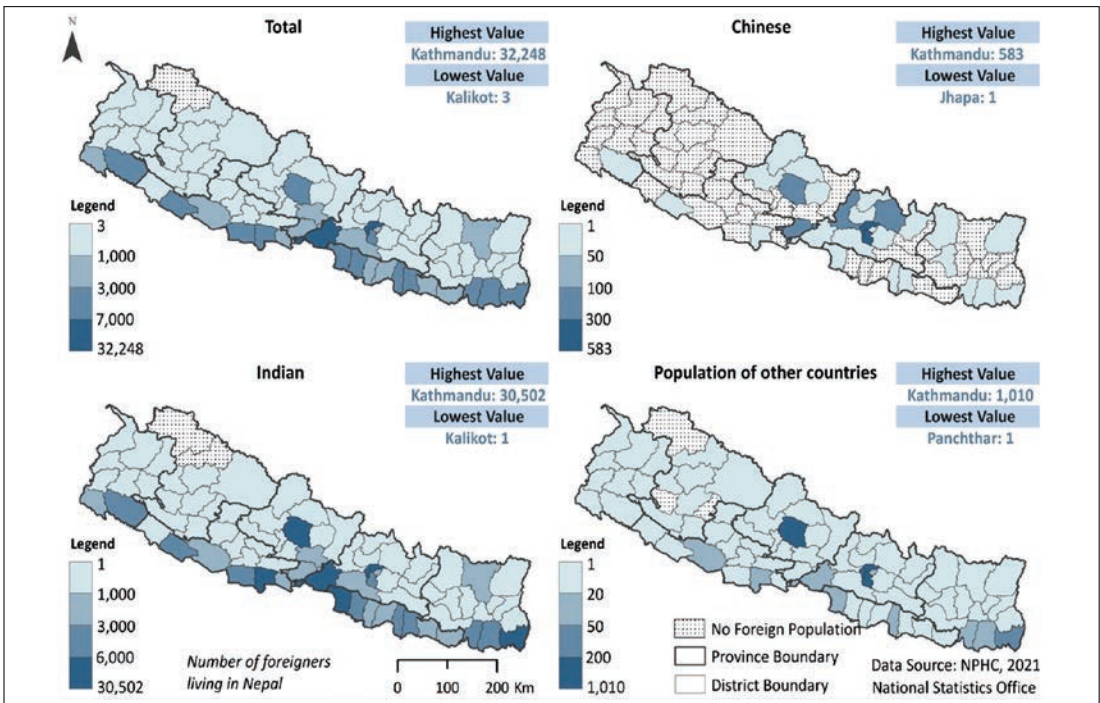 N
Total
Highest Value
Kathmandu: 32,248
Lowest Value
Kalikot: 3
Legend
3
1,000
3,000
7,000
32,248
Chinese
Highest Value
Kathmandu: 583
Lowest Value
Jhapa: 1
Legend
1
50
100
300
583
Indian
Highest Value
Kathmandu: 30,502
Lowest Value
Kalikot: 1
Legend
1
1,000
3,000
6,000
30,502
Number of foreigners
living in Nepal
0 100 200 Km
Population of other countries
Highest Value
Kathmandu: 1,010
Lowest Value
Panchthar: 1
Legend
1
20
50
200
1,010
No Foreign Population
Province Boundary
District Boundary
Data Source: NPHC, 2021
National Statistics Office